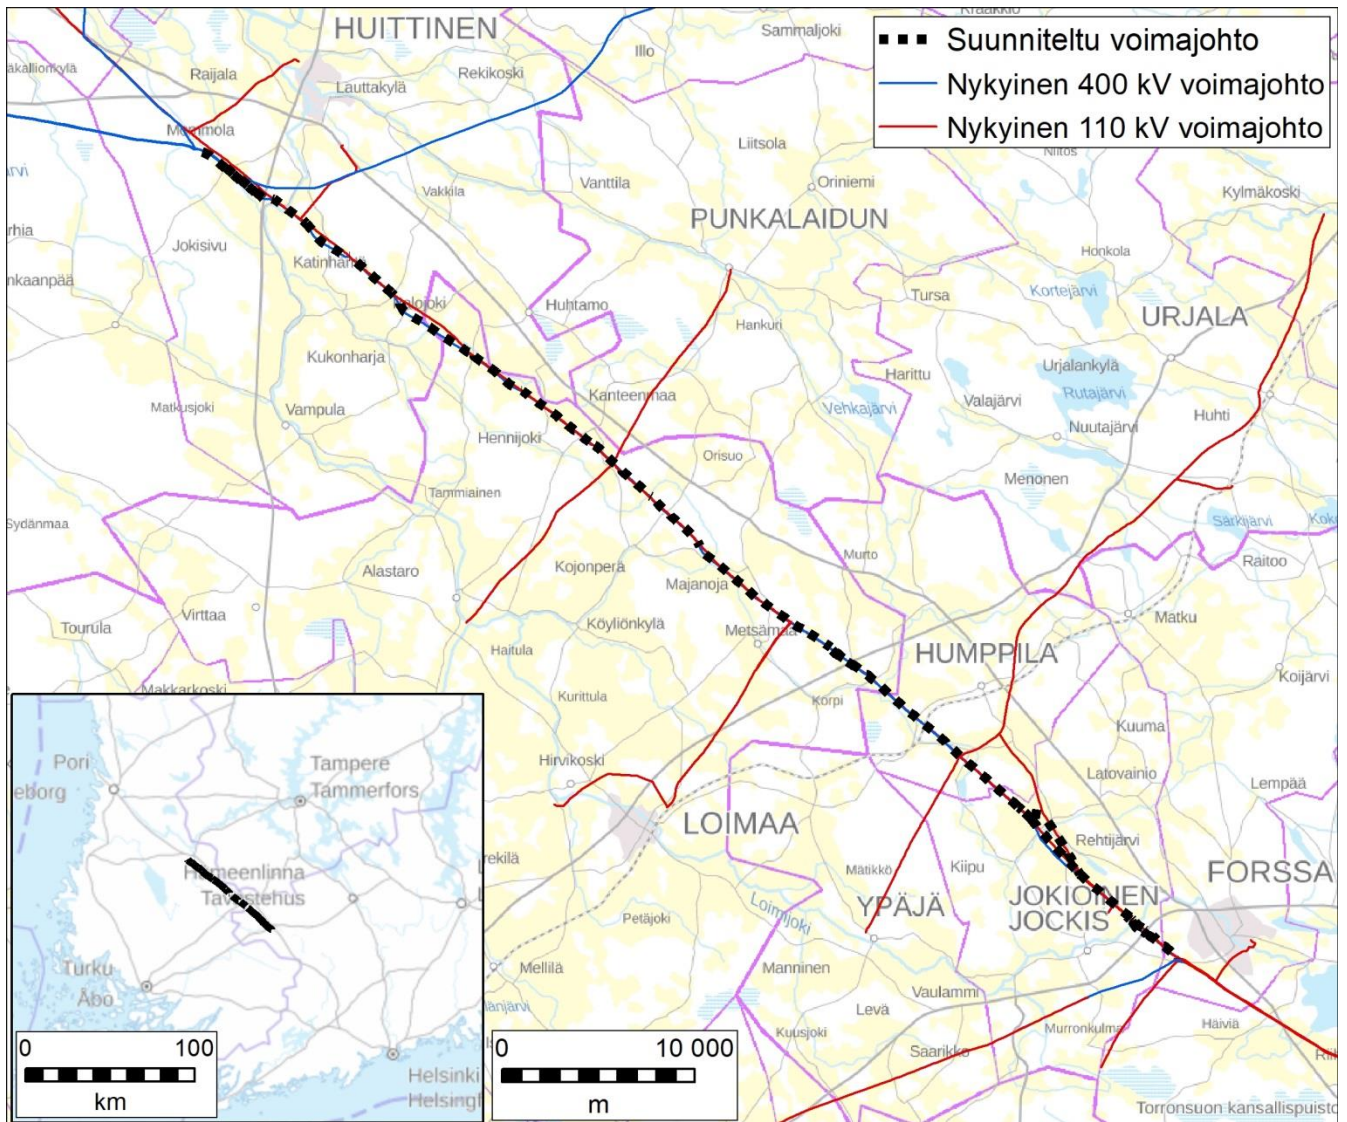 HUITTINEN
Sammaljoki
Illo
Raijala
Rekikoski
Lauttakylä
Suunniteltu voimajohto
Nykyinen 400 kV voimajohto
Nykyinen 110 kV voimajohto
Liitsola
Vakkila
Vanttila
Oriniemi
Kylmäkoski
PUNKALAIDUN
Jokisivu
Honkola
Kortejärvi
Tursa
Huhtamo
Hankuri
URJALA
Kukonharja
Urjalankylä
Rutajärvi
Harittu
Valajärvi
Kanteenmaa
Vehkajärvi
Matkusjoki
Vampula
Huhti
Nuutajärvi
Hennijoki
Orisuo
Menonen
Tammiainen
Särkijärvi
Murto
Raitoo
Kojonperä
Alastaro
Majanoja
Virttaa
Matku
Tourula
Köyliönkylä
Haitula
HUMPPILA
Koijärvi
Makkarkoski
Kurittula
Korpi
Kuuma
Hirvikoski
Latovainio
Lempää
LOIMAA
Rehtijärvi
Mätikkö
Kiipu
FORSSA
YPÄJÄ
JOKIOINEN
JOCKIS
Loimijoki
Petäjoki
Mellilä
Manninen
Vaulammi
Levä
Kuusjoki
Murronkulma
Häiviä
Saarikko
Torronsuon kansallispuisto
Pori
Tampere
Tammerfors
Hämeenlinna
Tavastehus
Turku
Åbo
Helsinki
0 100
km
0 10 000
m